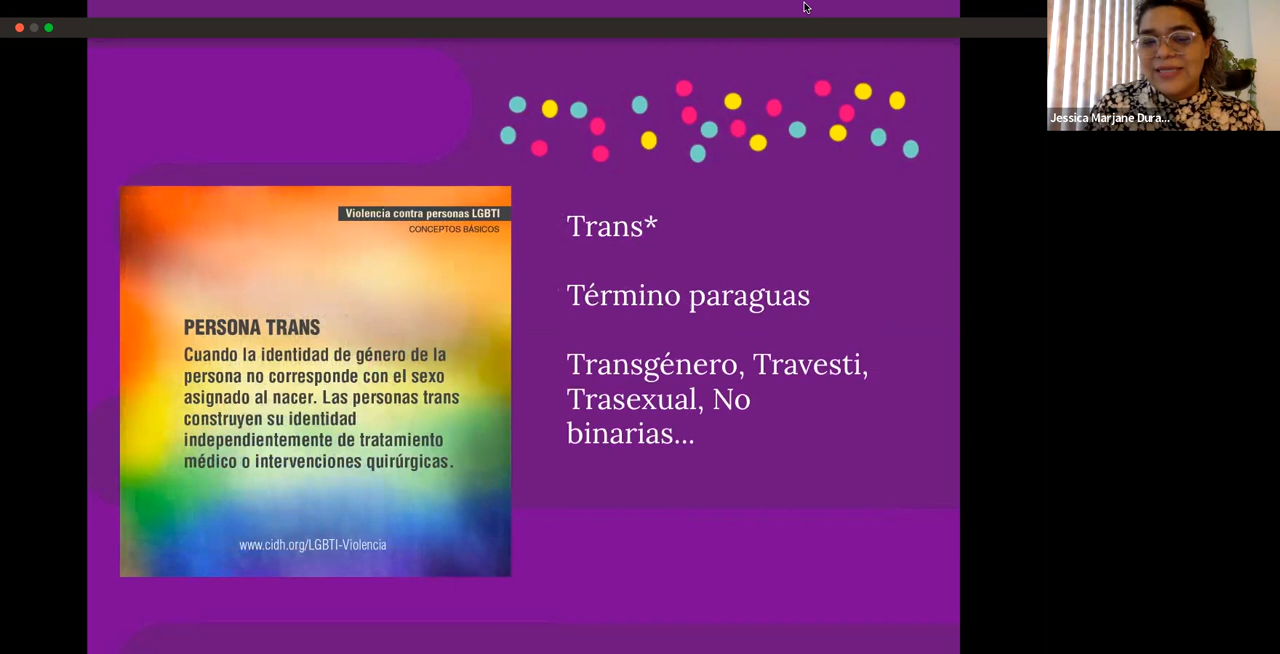 Jessica Marjane Dura...
Violencia contra personas LGBTI
CONCEPTOS BÁSICOS
PERSONA TRANS
Cuando la identidad de género de la
persona no corresponde con el sexo
asignado al nacer. Las personas trans
construyen su identidad
independientemente de tratamiento
médico o intervenciones quirúrgicas.
www.cidh.org/LGBTI-Violencia
Trans*
Término paraguas
Transgénero, Travesti,
Trasexual, No
binarias...